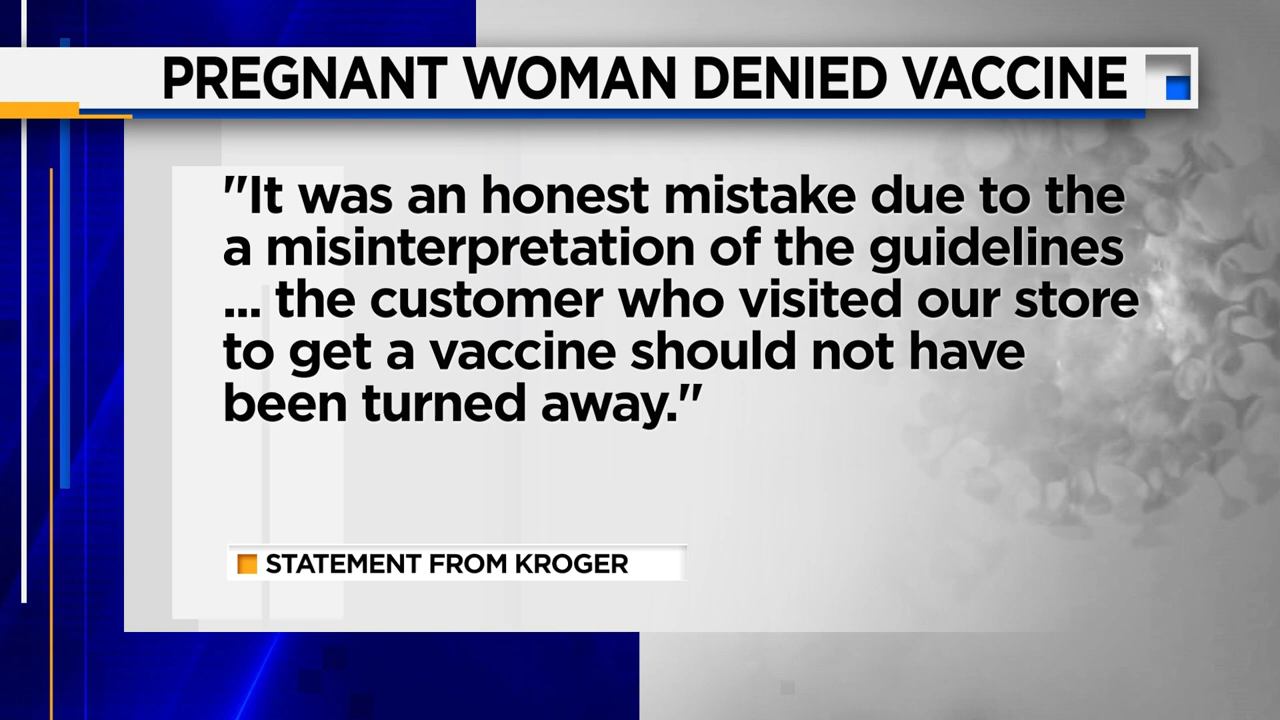 PREGNANT WOMAN DENIED VACCINE
"It was an honest mistake due to the
a misinterpretation of the guidelines
... the customer who visited our store
to get a vaccine should not have
been turned away."
STATEMENT FROM KROGER